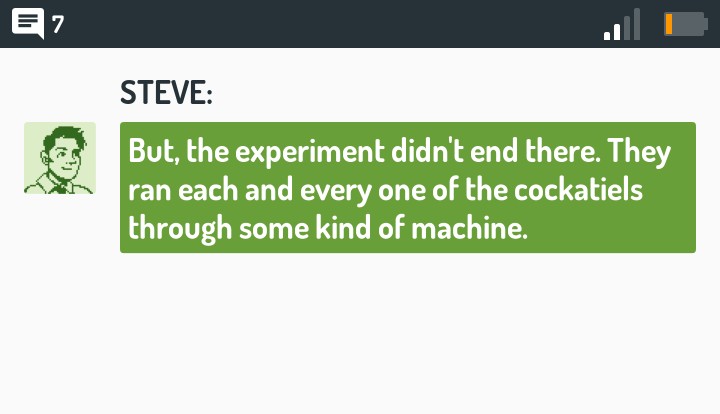 7
STEVE:
But, the experiment didn't end there. They
ran each and every one of the cockatiels
through some kind of machine.